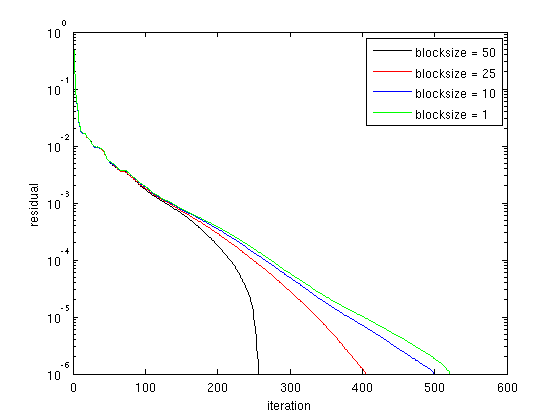 10^0
10^-1
10^-2
10^-3
10^-4
10^-5
10^-6
residual
blocksize = 50
blocksize = 25
blocksize = 10
blocksize = 1
0 100 200 300 400 500 600
iteration